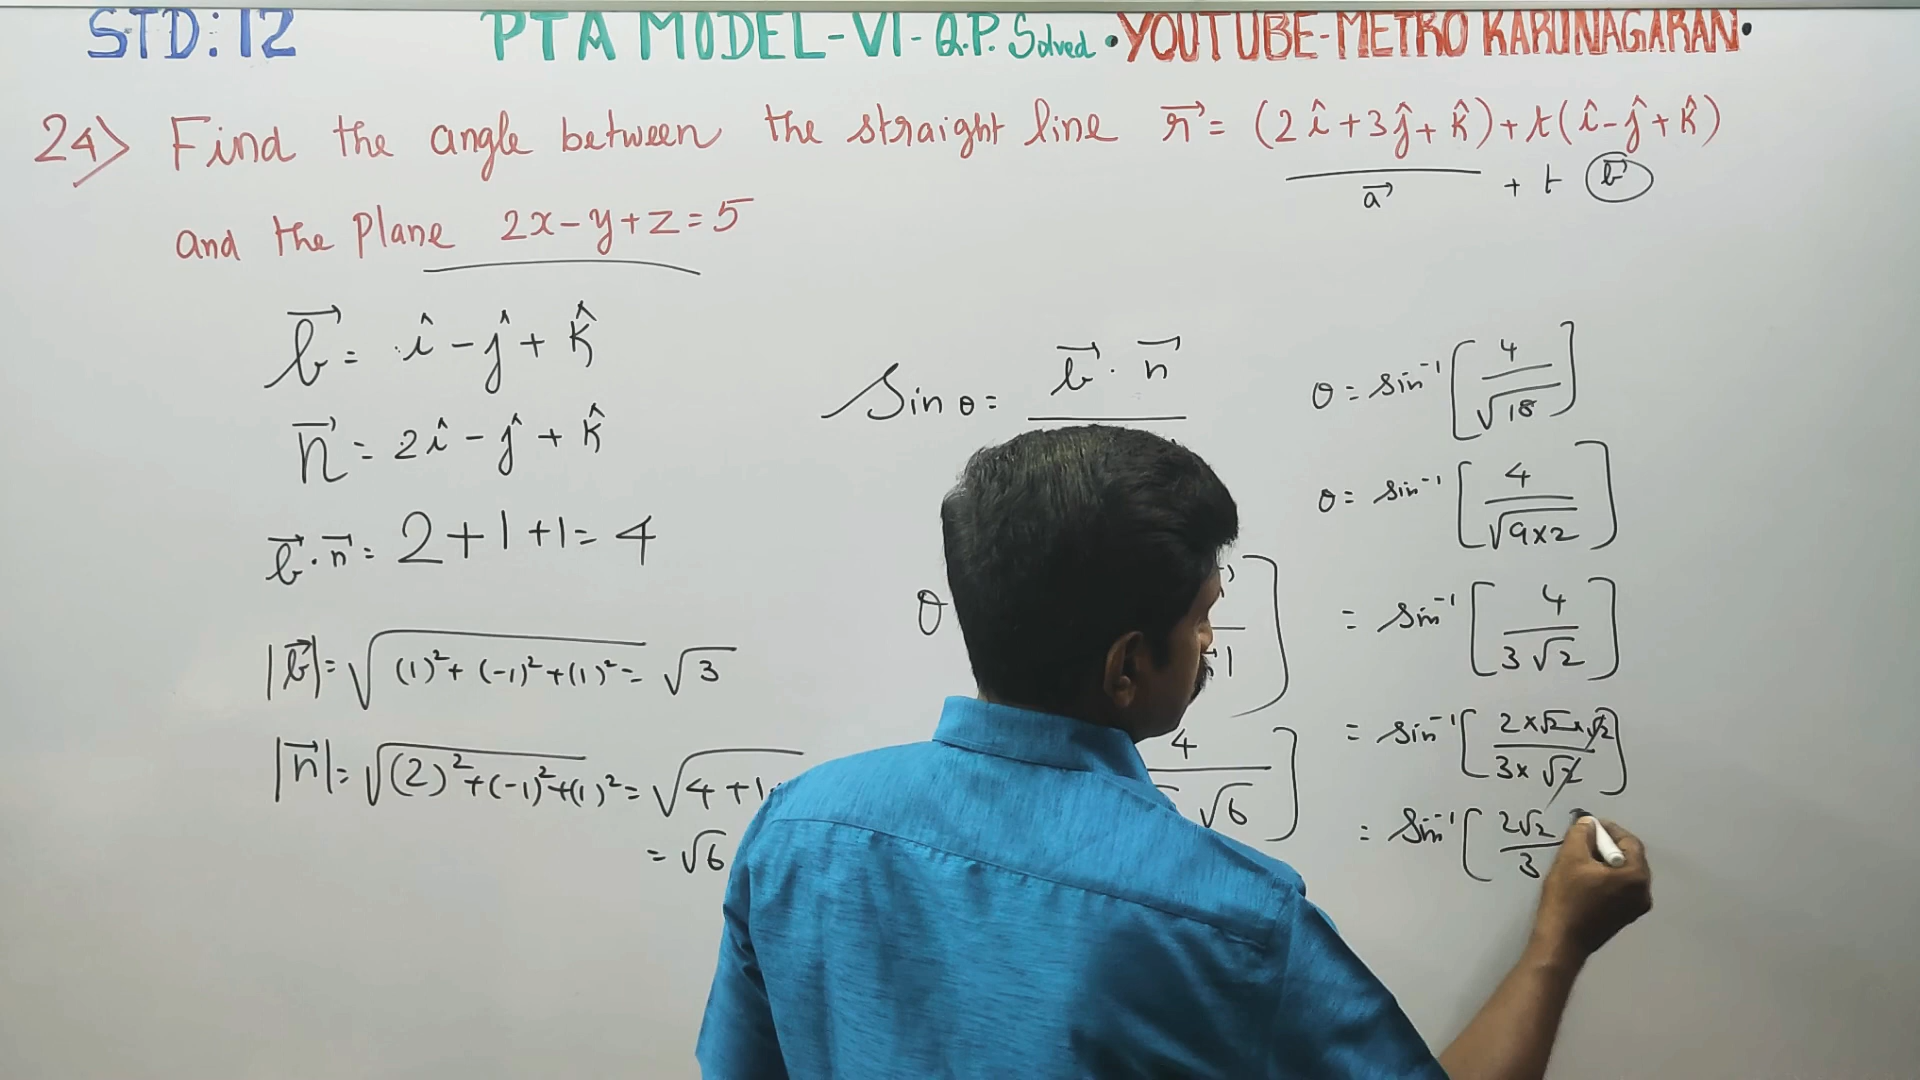 STD: 12 PTA MODEL-VI-Q.P. Solved • YOUTUBE-METRO KARUNAGARAN•
24) Find the angle between the straight line r⃗ = (2î+3ĵ+k̂)+t(î-ĵ+k̂)
a⃗ + t b⃗
and the plane 2x-y+z=5
b⃗ = î-ĵ+k̂
n⃗ = 2î-ĵ+k̂
b⃗·n⃗ = 2+1+1=4
|b⃗|=√(1)²+(-1)²+(1)²=√3
|n⃗|=√(2)²+(-1)²+(1)²=√4+1
=√6
Sin θ = b⃗·n⃗
θ
4
√6
θ = sin⁻¹[4/√18]
θ = sin⁻¹[4/√9×2]
= sin⁻¹[4/3√2]
= sin⁻¹[2×√2×√2/3×√2]
= sin⁻¹[2√2/3